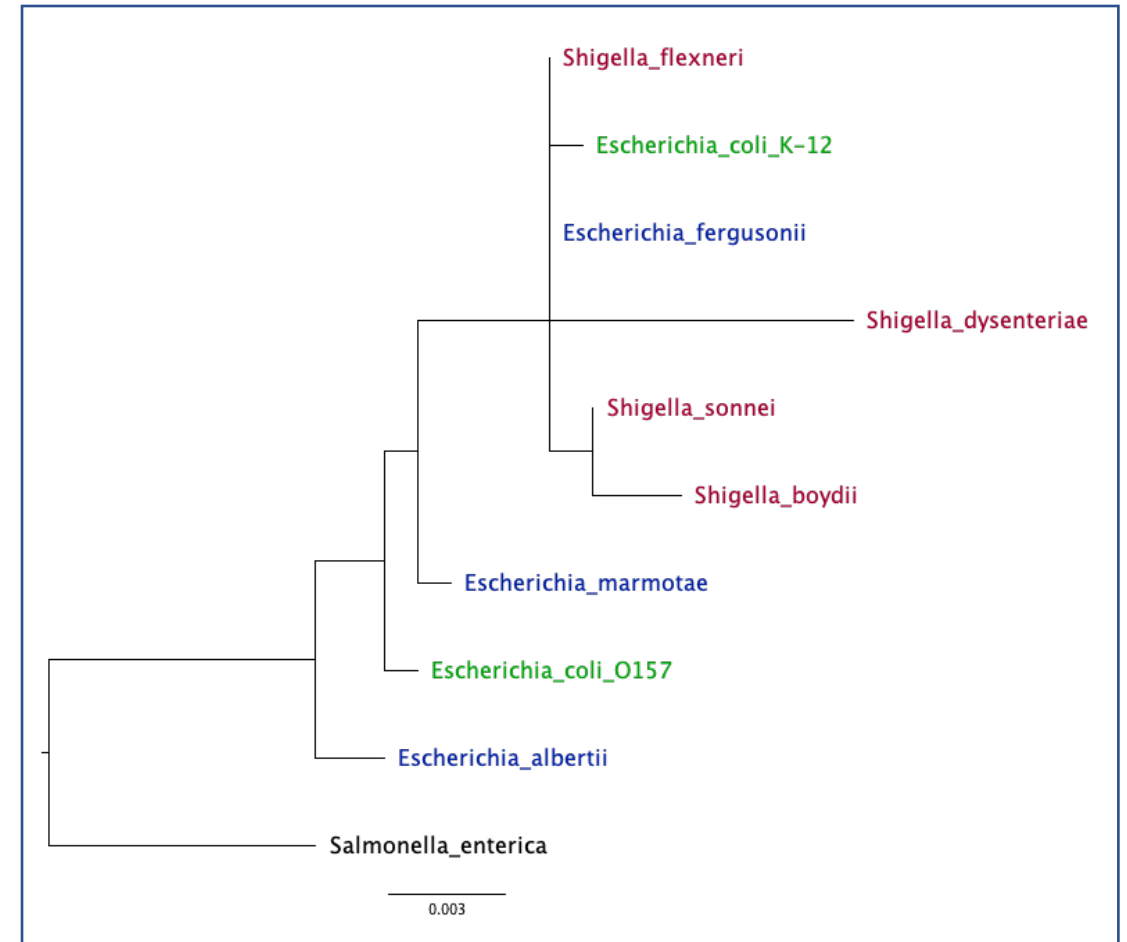 Shigella_flexneri
Escherichia_coli_K-12
Escherichia_fergusonii
Shigella_dysenteriae
Shigella_sonnei
Shigella_boydii
Escherichia_marmotae
Escherichia_coli_O157
Escherichia_albertii
Salmonella_enterica
0.003